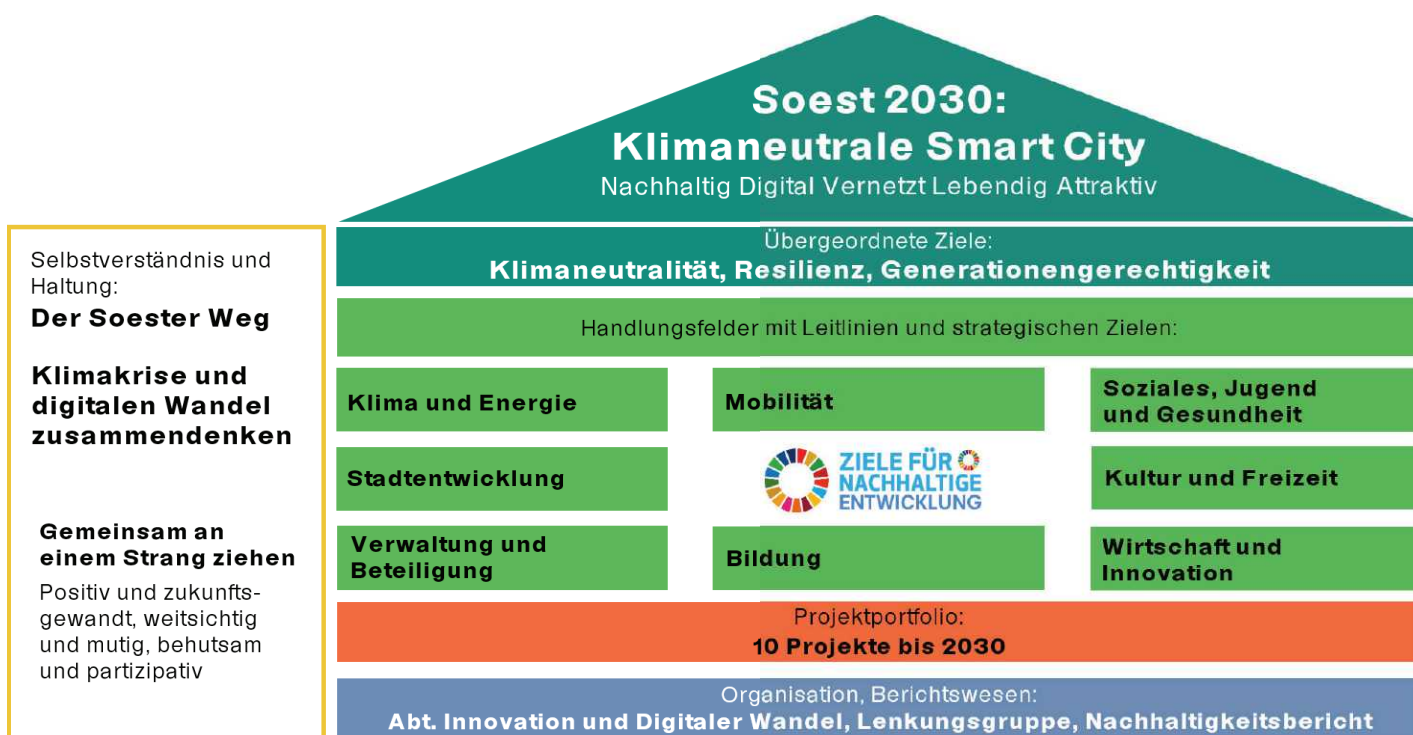 Soest 2030:
Klimaneutrale Smart City
Nachhaltig Digital Vernetzt Lebendig Attraktiv
Übergeordnete Ziele:
Klimaneutralität, Resilienz, Generationengerechtigkeit
Selbstverständnis und
Haltung:
Der Soester Weg
Klimakrise und
digitalen Wandel
zusammendenken
Gemeinsam an
einem Strang ziehen
Positiv und zukunfts-
gewandt, weitsichtig
und mutig, behutsam
und partizipativ
Handlungsfelder mit Leitlinien und strategischen Zielen:
Klima und Energie
Mobilität
Soziales, Jugend
und Gesundheit
Stadtentwicklung
ZIELE FÜR
NACHHALTIGE
ENTWICKLUNG
Kultur und Freizeit
Verwaltung und
Beteiligung
Bildung
Wirtschaft und
Innovation
Projektportfolio:
10 Projekte bis 2030
Organisation, Berichtswesen:
Abt. Innovation und Digitaler Wandel, Lenkungsgruppe, Nachhaltigkeitsbericht